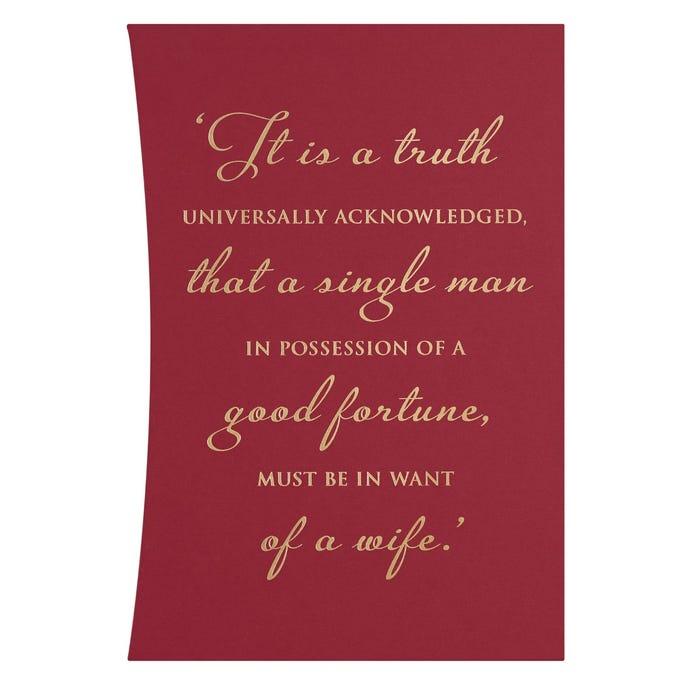 ‘It is a truth
UNIVERSALLY ACKNOWLEDGED,
that a single man
IN POSSESSION OF A
good fortune,
MUST BE IN WANT
of a wife.’